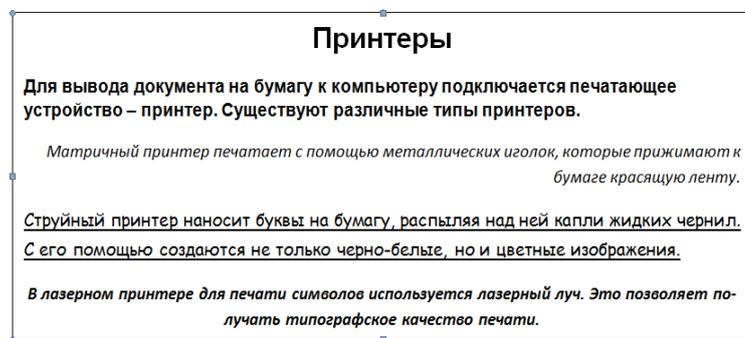 Принтеры
Для вывода документа на бумагу к компьютеру подключается печатающее
устройство – принтер. Существуют различные типы принтеров.
Матричный принтер печатает с помощью металлических иголок, которые прижимают к
бумаге красящую ленту.
Струйный принтер наносит буквы на бумагу, распыляя над ней капли жидких чернил.
С его помощью создаются не только черно-белые, но и цветные изображения.
В лазерном принтере для печати символов используется лазерный луч. Это позволяет по-
лучать типографское качество печати.